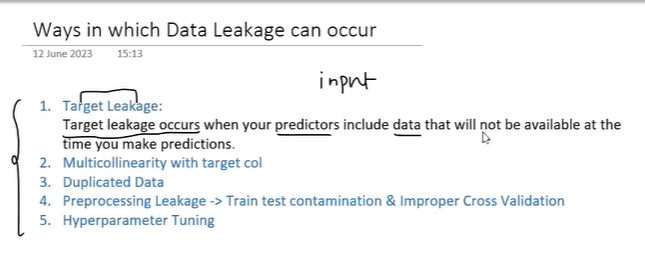 Ways in which Data Leakage can occur
12 June 2023 15:13
input
1. Target Leakage:
Target leakage occurs when your predictors include data that will not be available at the
time you make predictions.
2. Multicollinearity with target col
3. Duplicated Data
4. Preprocessing Leakage -> Train test contamination & Improper Cross Validation
5. Hyperparameter Tuning